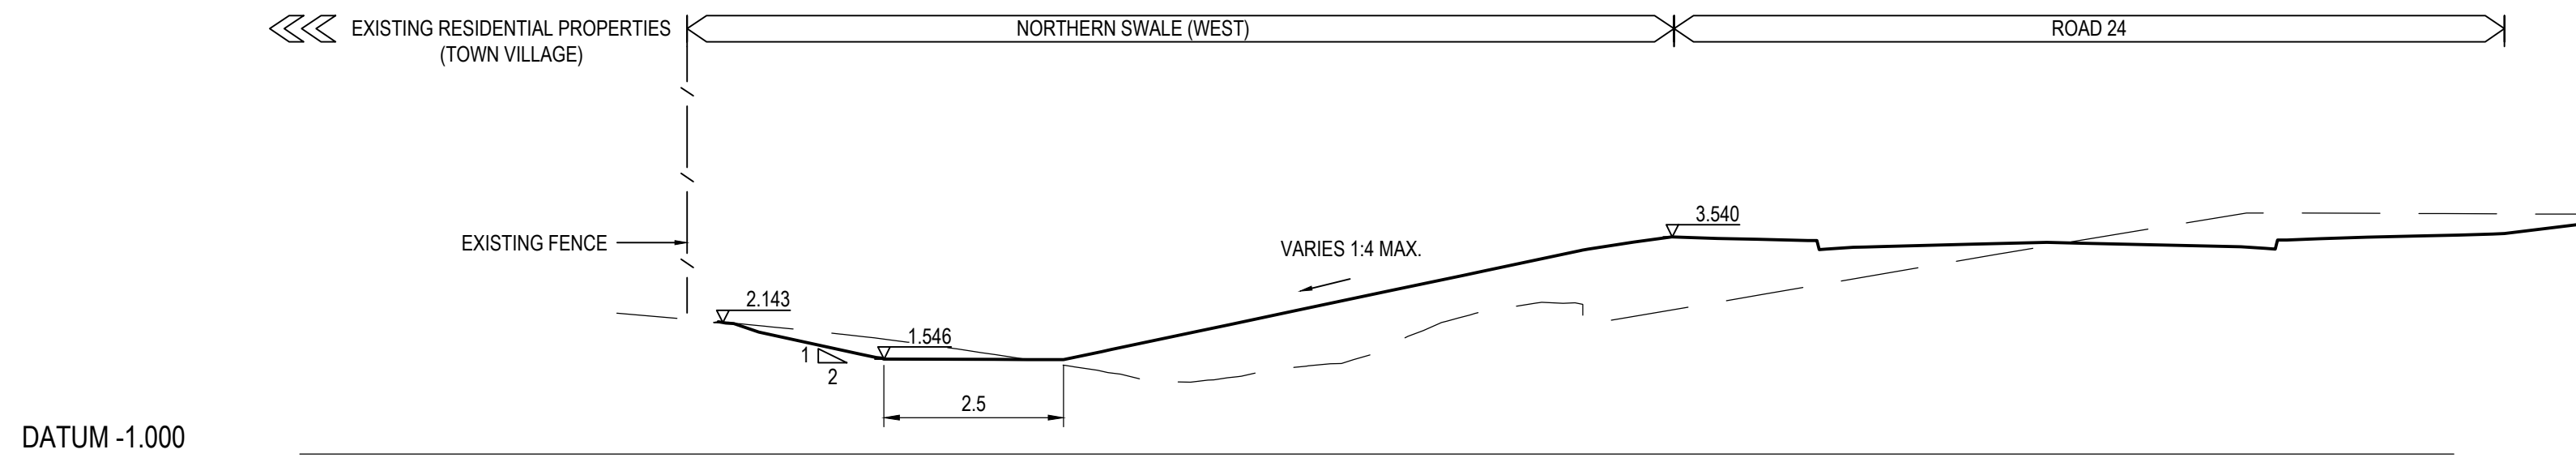 EXISTING RESIDENTIAL PROPERTIES
(TOWN VILLAGE)
NORTHERN SWALE (WEST)
ROAD 24
EXISTING FENCE
VARIES 1:4 MAX.
3.540
2.143
1.546
1
2
2.5
DATUM -1.000